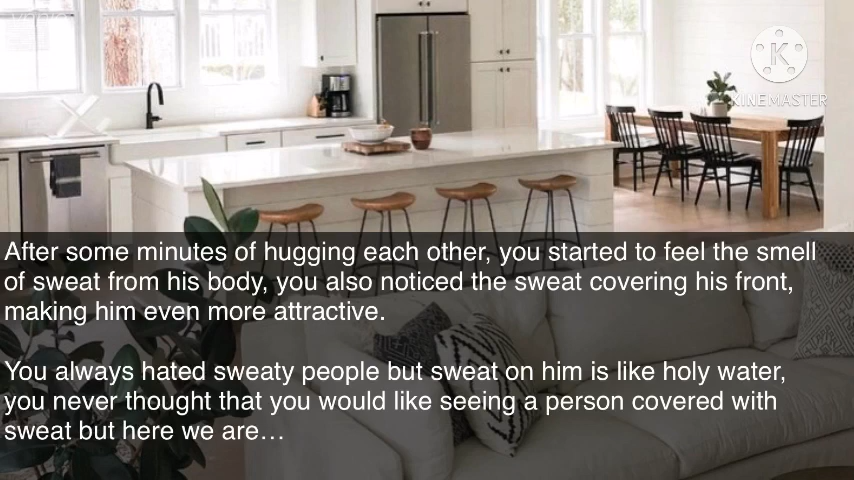 KINEMASTER
After some minutes of hugging each other, you started to feel the smell
of sweat from his body, you also noticed the sweat covering his front,
making him even more attractive.
You always hated sweaty people but sweat on him is like holy water,
you never thought that you would like seeing a person covered with
sweat but here we are…